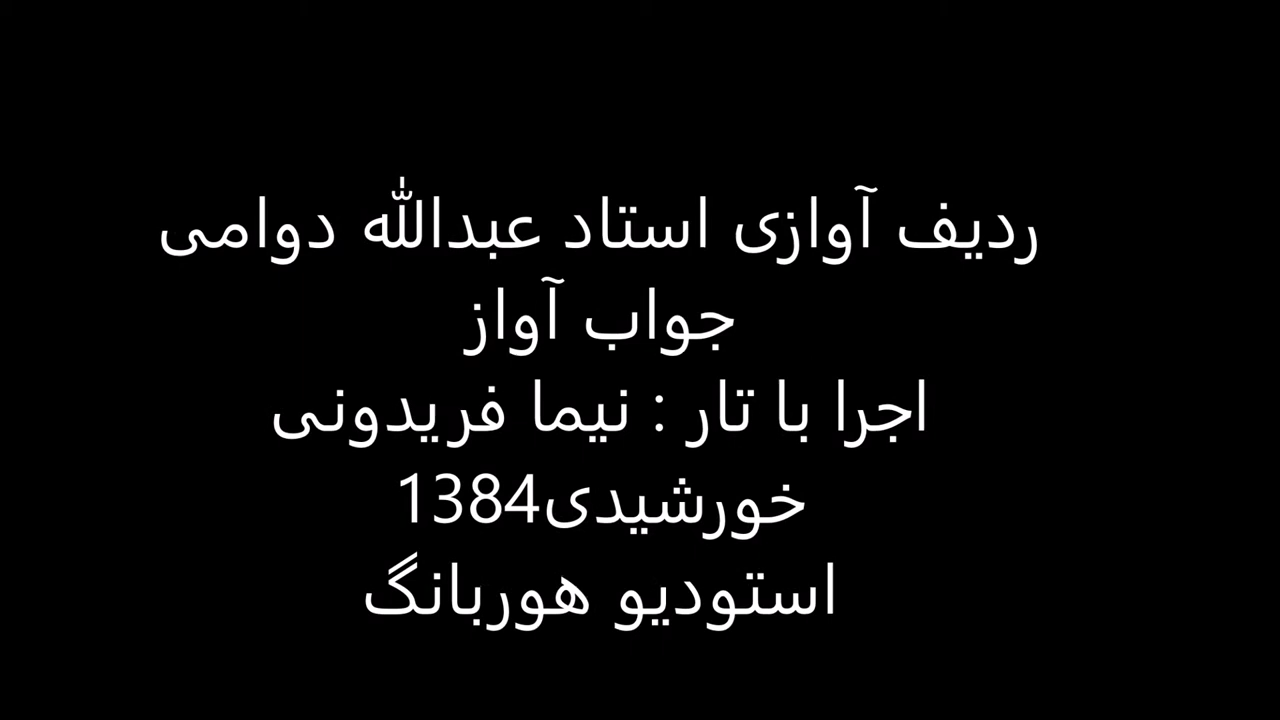 ردیف آوازی استاد عبدالله دوامی
جواب آواز
اجرا با تار : نیما فریدونی
خورشیدی1384
استودیو هوربانگ